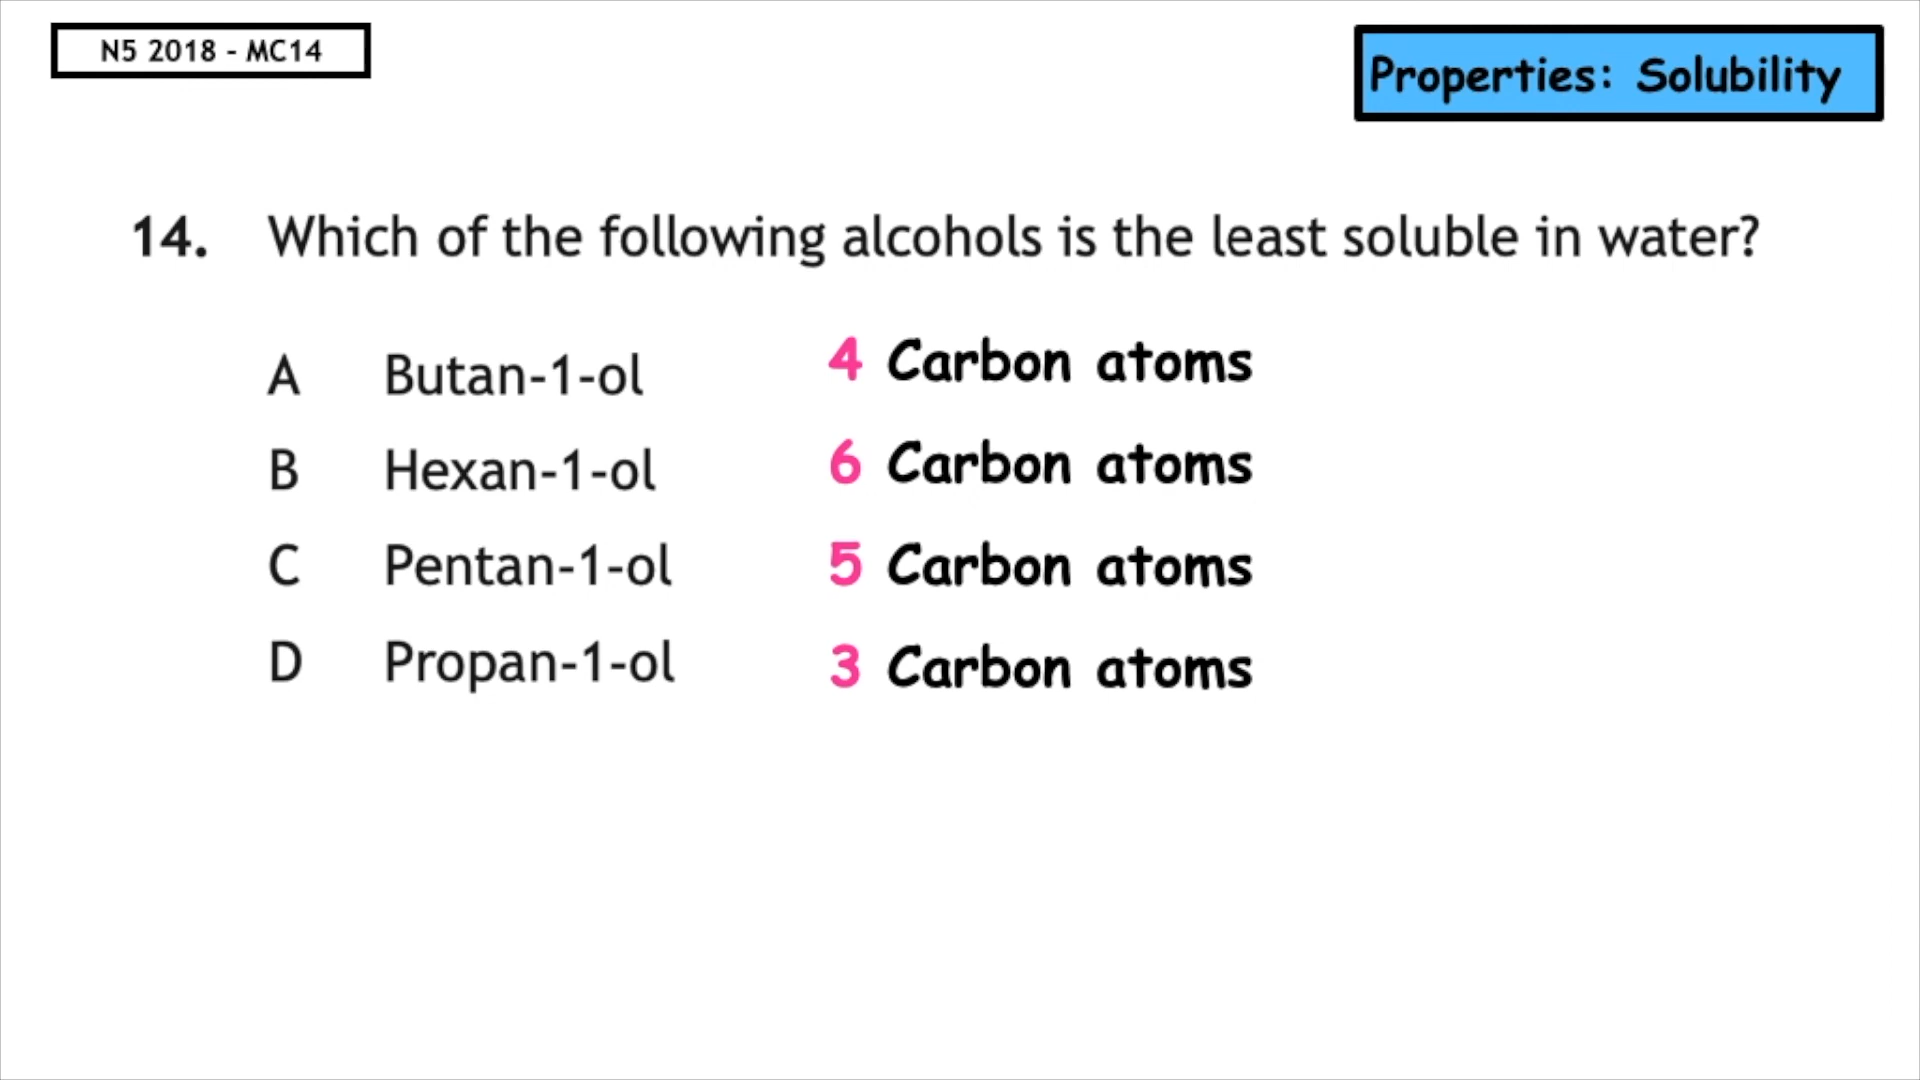 N5 2018 - MC14
Properties: Solubility
14. Which of the following alcohols is the least soluble in water?
A Butan-1-ol 4 Carbon atoms
B Hexan-1-ol 6 Carbon atoms
C Pentan-1-ol 5 Carbon atoms
D Propan-1-ol 3 Carbon atoms